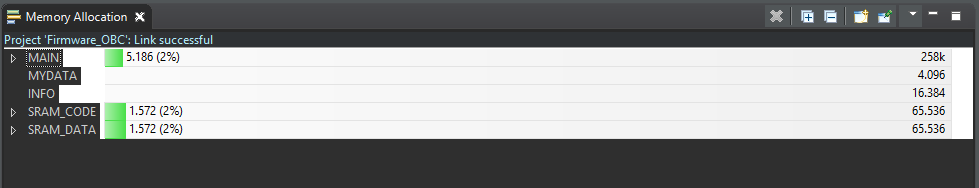 Memory Allocation
Project 'Firmware_OBC': Link successful
MAIN 5.186 (2%) 258k
MYDATA 4.096
INFO 16.384
SRAM_CODE 1.572 (2%) 65.536
SRAM_DATA 1.572 (2%) 65.536